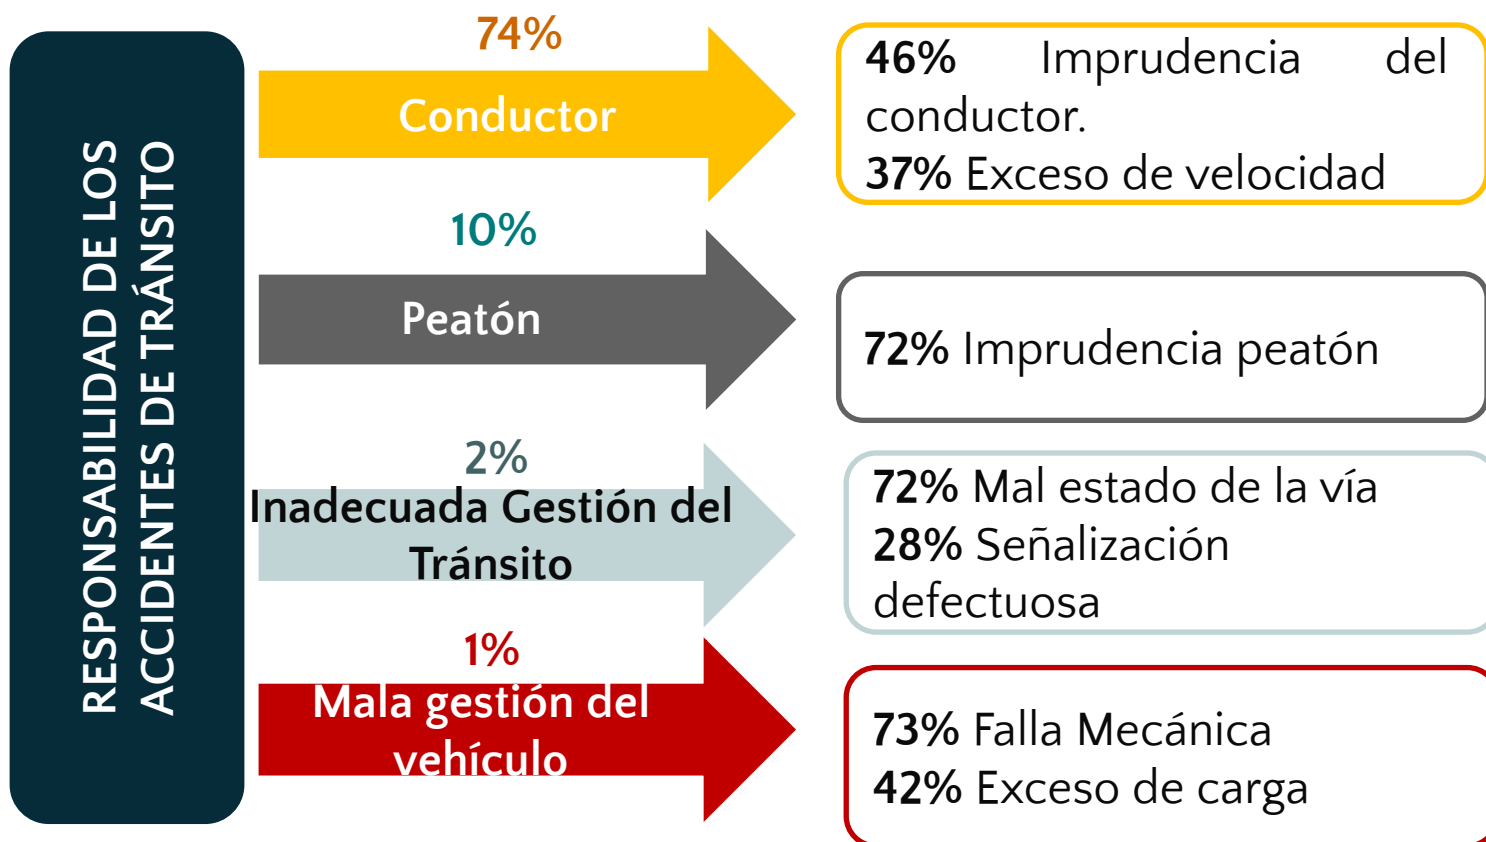 RESPONSABILIDAD DE LOS
ACCIDENTES DE TRÁNSITO
74%
Conductor
46% Imprudencia del
conductor.
37% Exceso de velocidad
10%
Peatón
72% Imprudencia peatón
2%
Inadecuada Gestión del
Tránsito
72% Mal estado de la vía
28% Señalización
defectuosa
1%
Mala gestión del
vehículo
73% Falla Mecánica
42% Exceso de carga